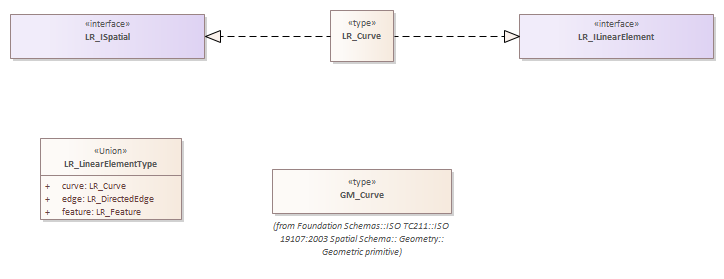 «interface»
LR_ISpatial
«type»
LR_Curve
«interface»
LR_ILinearElement
«Union»
LR_LinearElementType
+ curve: LR_Curve
+ edge: LR_DirectedEdge
+ feature: LR_Feature
«type»
GM_Curve
(from Foundation Schemas::ISO TC211::ISO
19107:2003 Spatial Schema:: Geometry::
Geometric primitive)